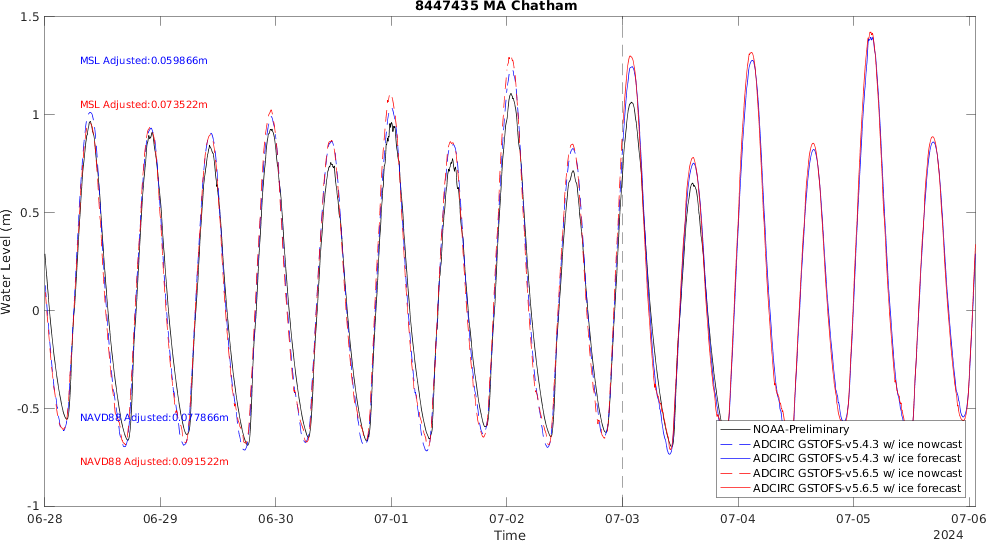 8447435 MA Chatham
Water Level (m)
1.5
1
0.5
0
-0.5
-1
MSL Adjusted:0.059866m
MSL Adjusted:0.073522m
NAVD88 Adjusted:0.077866m
NAVD88 Adjusted:0.091522m
NOAA-Preliminary
ADCIRC GSTOFS-v5.4.3 w/ ice nowcast
ADCIRC GSTOFS-v5.4.3 w/ ice forecast
ADCIRC GSTOFS-v5.6.5 w/ ice nowcast
ADCIRC GSTOFS-v5.6.5 w/ ice forecast
06-28 06-29 06-30 07-01 07-02 07-03 07-04 07-05 07-06
Time
2024